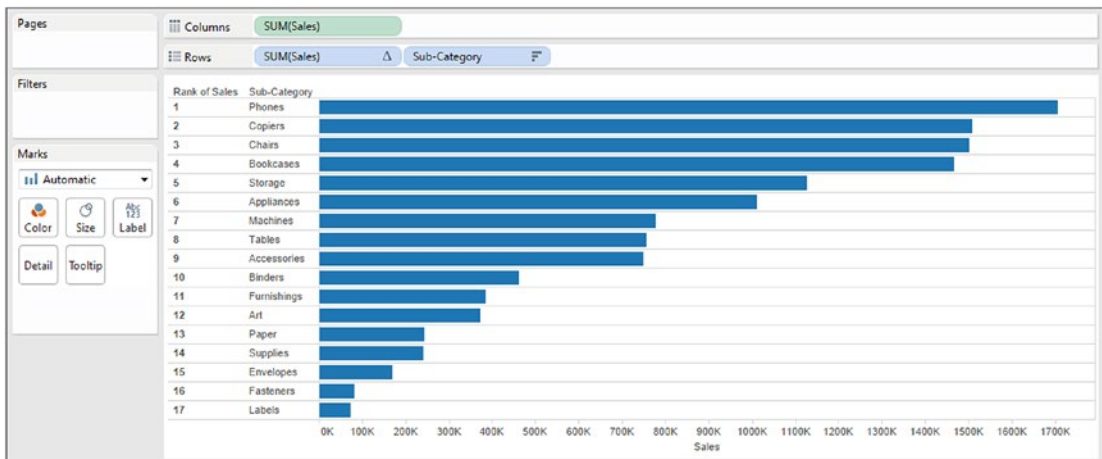 Pages
Columns SUM(Sales)
Rows SUM(Sales) Δ Sub-Category
Filters
Marks
Automatic
Color Size Abc 123 Label
Detail Tooltip
Rank of Sales Sub-Category
1 Phones
2 Copiers
3 Chairs
4 Bookcases
5 Storage
6 Appliances
7 Machines
8 Tables
9 Accessories
10 Binders
11 Furnishings
12 Art
13 Paper
14 Supplies
15 Envelopes
16 Fasteners
17 Labels
0K 100K 200K 300K 400K 500K 600K 700K 800K 900K 1000K 1100K 1200K 1300K 1400K 1500K 1600K 1700K
Sales